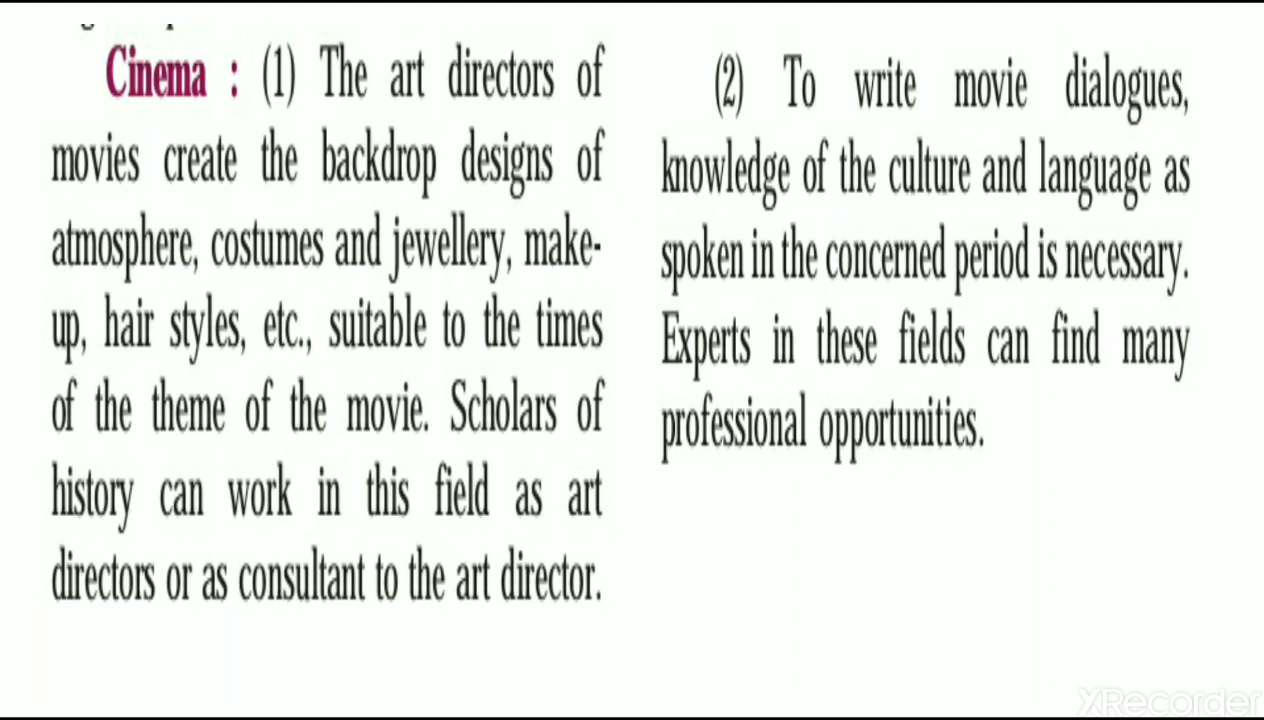 Cinema : (1) The art directors of
movies create the backdrop designs of
atmosphere, costumes and jewellery, make-
up, hair styles, etc., suitable to the times
of the theme of the movie. Scholars of
history can work in this field as art
directors or as consultant to the art director.
(2) To write movie dialogues,
knowledge of the culture and language as
spoken in the concerned period is necessary.
Experts in these fields can find many
professional opportunities.
XRecorder